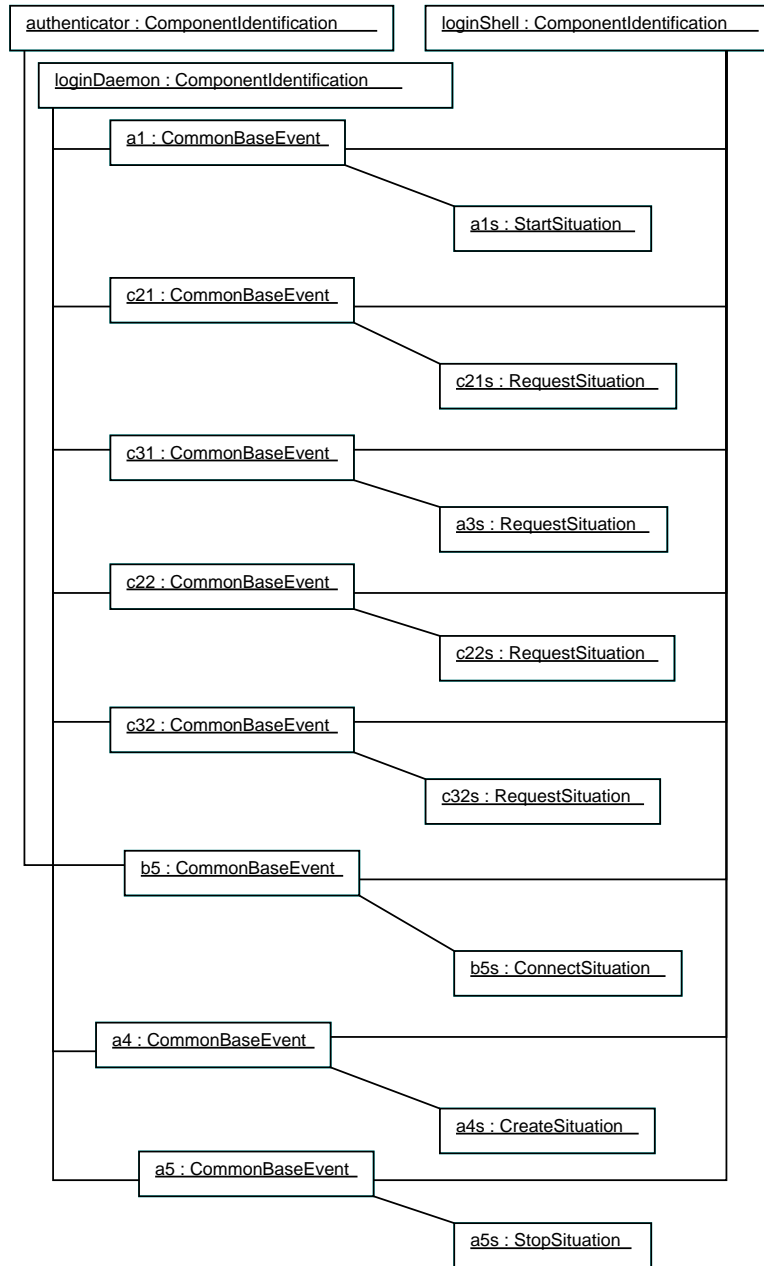 authenticator : ComponentIdentification
loginShell : ComponentIdentification
loginDaemon : ComponentIdentification
a1 : CommonBaseEvent
a1s : StartSituation
c21 : CommonBaseEvent
c21s : RequestSituation
c31 : CommonBaseEvent
a3s : RequestSituation
c22 : CommonBaseEvent
c22s : RequestSituation
c32 : CommonBaseEvent
c32s : RequestSituation
b5 : CommonBaseEvent
b5s : ConnectSituation
a4 : CommonBaseEvent
a4s : CreateSituation
a5 : CommonBaseEvent
a5s : StopSituation